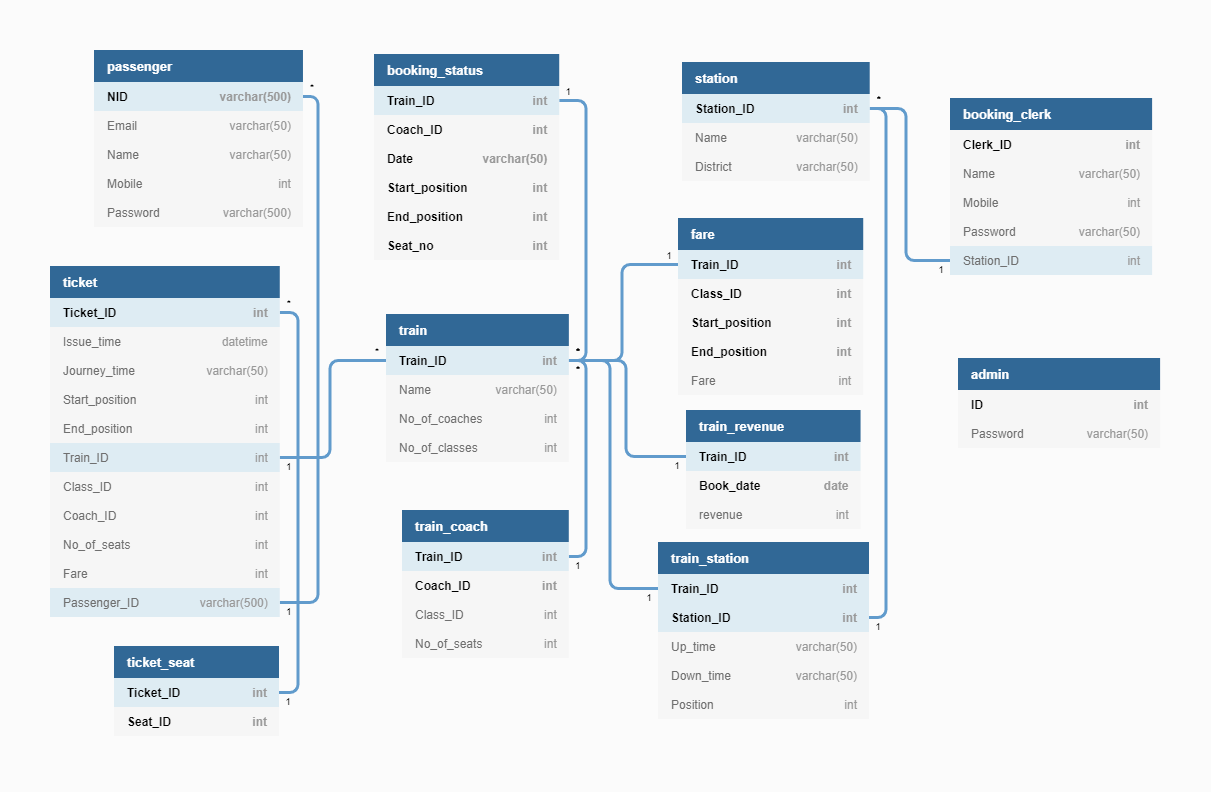 passenger
NID varchar(500)
Email varchar(50)
Name varchar(50)
Mobile int
Password varchar(500)
*
ticket
Ticket_ID int
Issue_time datetime
Journey_time varchar(50)
Start_position int
End_position int
Train_ID int
Class_ID int
Coach_ID int
No_of_seats int
Fare int
Passenger_ID varchar(500)
*
1
1
ticket_seat
Ticket_ID int
Seat_ID int
1
booking_status
Train_ID int
Coach_ID int
Date varchar(50)
Start_position int
End_position int
Seat_no int
1
train
Train_ID int
Name varchar(50)
No_of_coaches int
No_of_classes int
*
*
*
train_coach
Train_ID int
Coach_ID int
Class_ID int
No_of_seats int
1
station
Station_ID int
Name varchar(50)
District varchar(50)
*
fare
Train_ID int
Class_ID int
Start_position int
End_position int
Fare int
1
train_revenue
Train_ID int
Book_date date
revenue int
1
train_station
Train_ID int
Station_ID int
Up_time varchar(50)
Down_time varchar(50)
Position int
1
1
booking_clerk
Clerk_ID int
Name varchar(50)
Mobile int
Password varchar(50)
Station_ID int
1
admin
ID int
Password varchar(50)